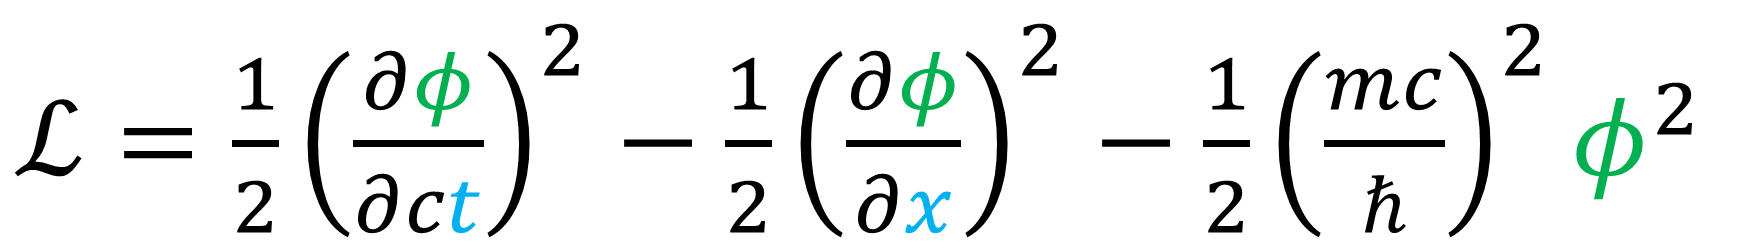 ℒ = 1/2 (∂ϕ/∂ct)² − 1/2 (∂ϕ/∂x)² − 1/2 (mc/ħ)² ϕ²